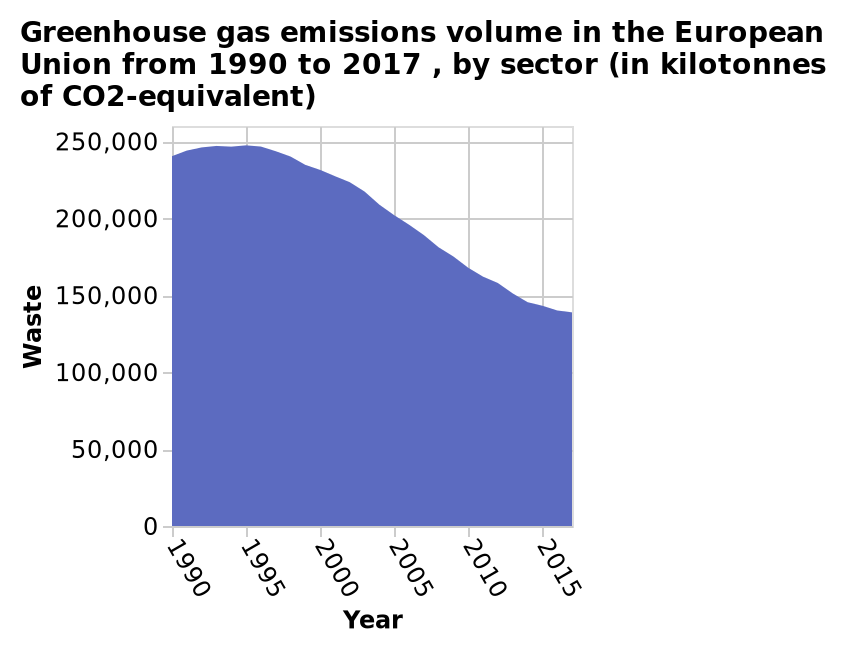 Greenhouse gas emissions volume in the European
Union from 1990 to 2017 , by sector (in kilotonnes
of CO2-equivalent)
250,000
200,000
150,000
100,000
50,000
0
Waste
1990
1995
2000
2005
2010
2015
Year